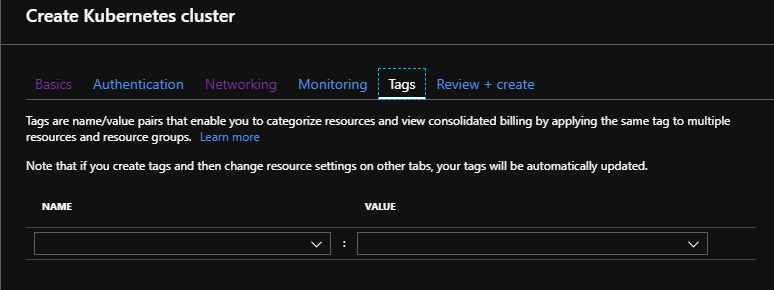 Create Kubernetes cluster
Basics Authentication Networking Monitoring Tags Review + create
Tags are name/value pairs that enable you to categorize resources and view consolidated billing by applying the same tag to multiple
resources and resource groups. Learn more
Note that if you create tags and then change resource settings on other tabs, your tags will be automatically updated.
NAME VALUE
: